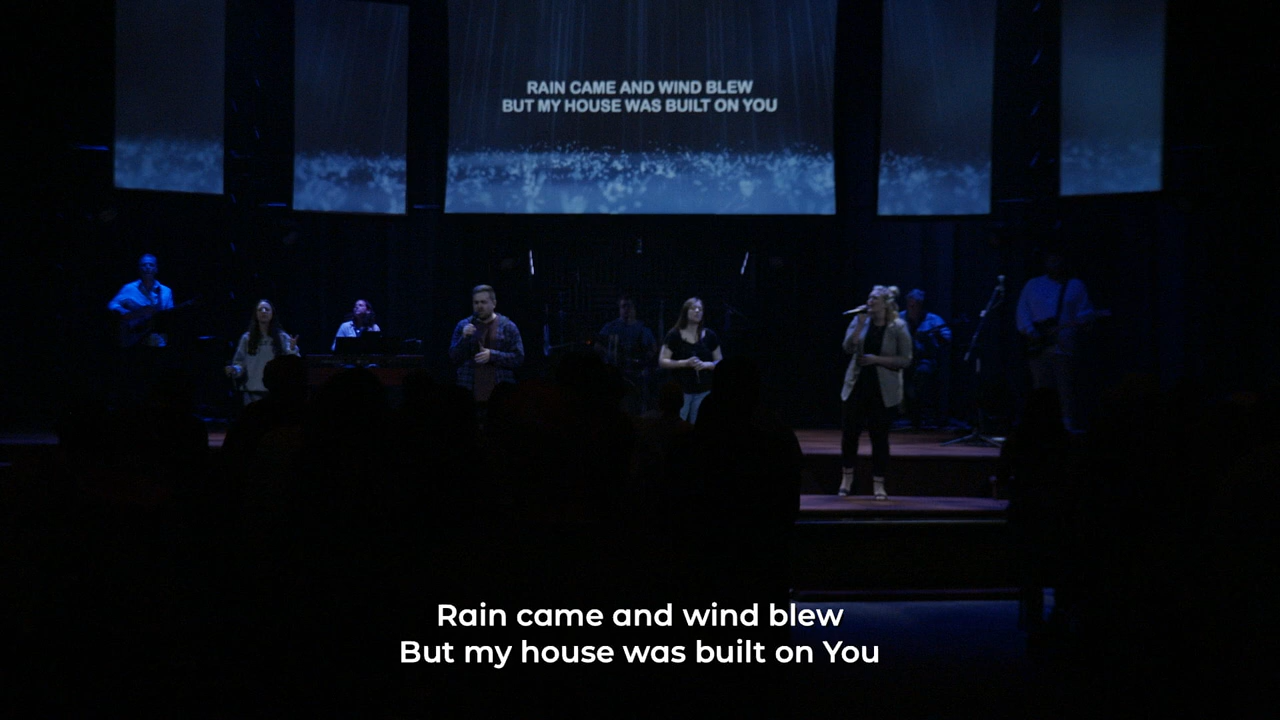 RAIN CAME AND WIND BLEW
BUT MY HOUSE WAS BUILT ON YOU
Rain came and wind blew
But my house was built on You